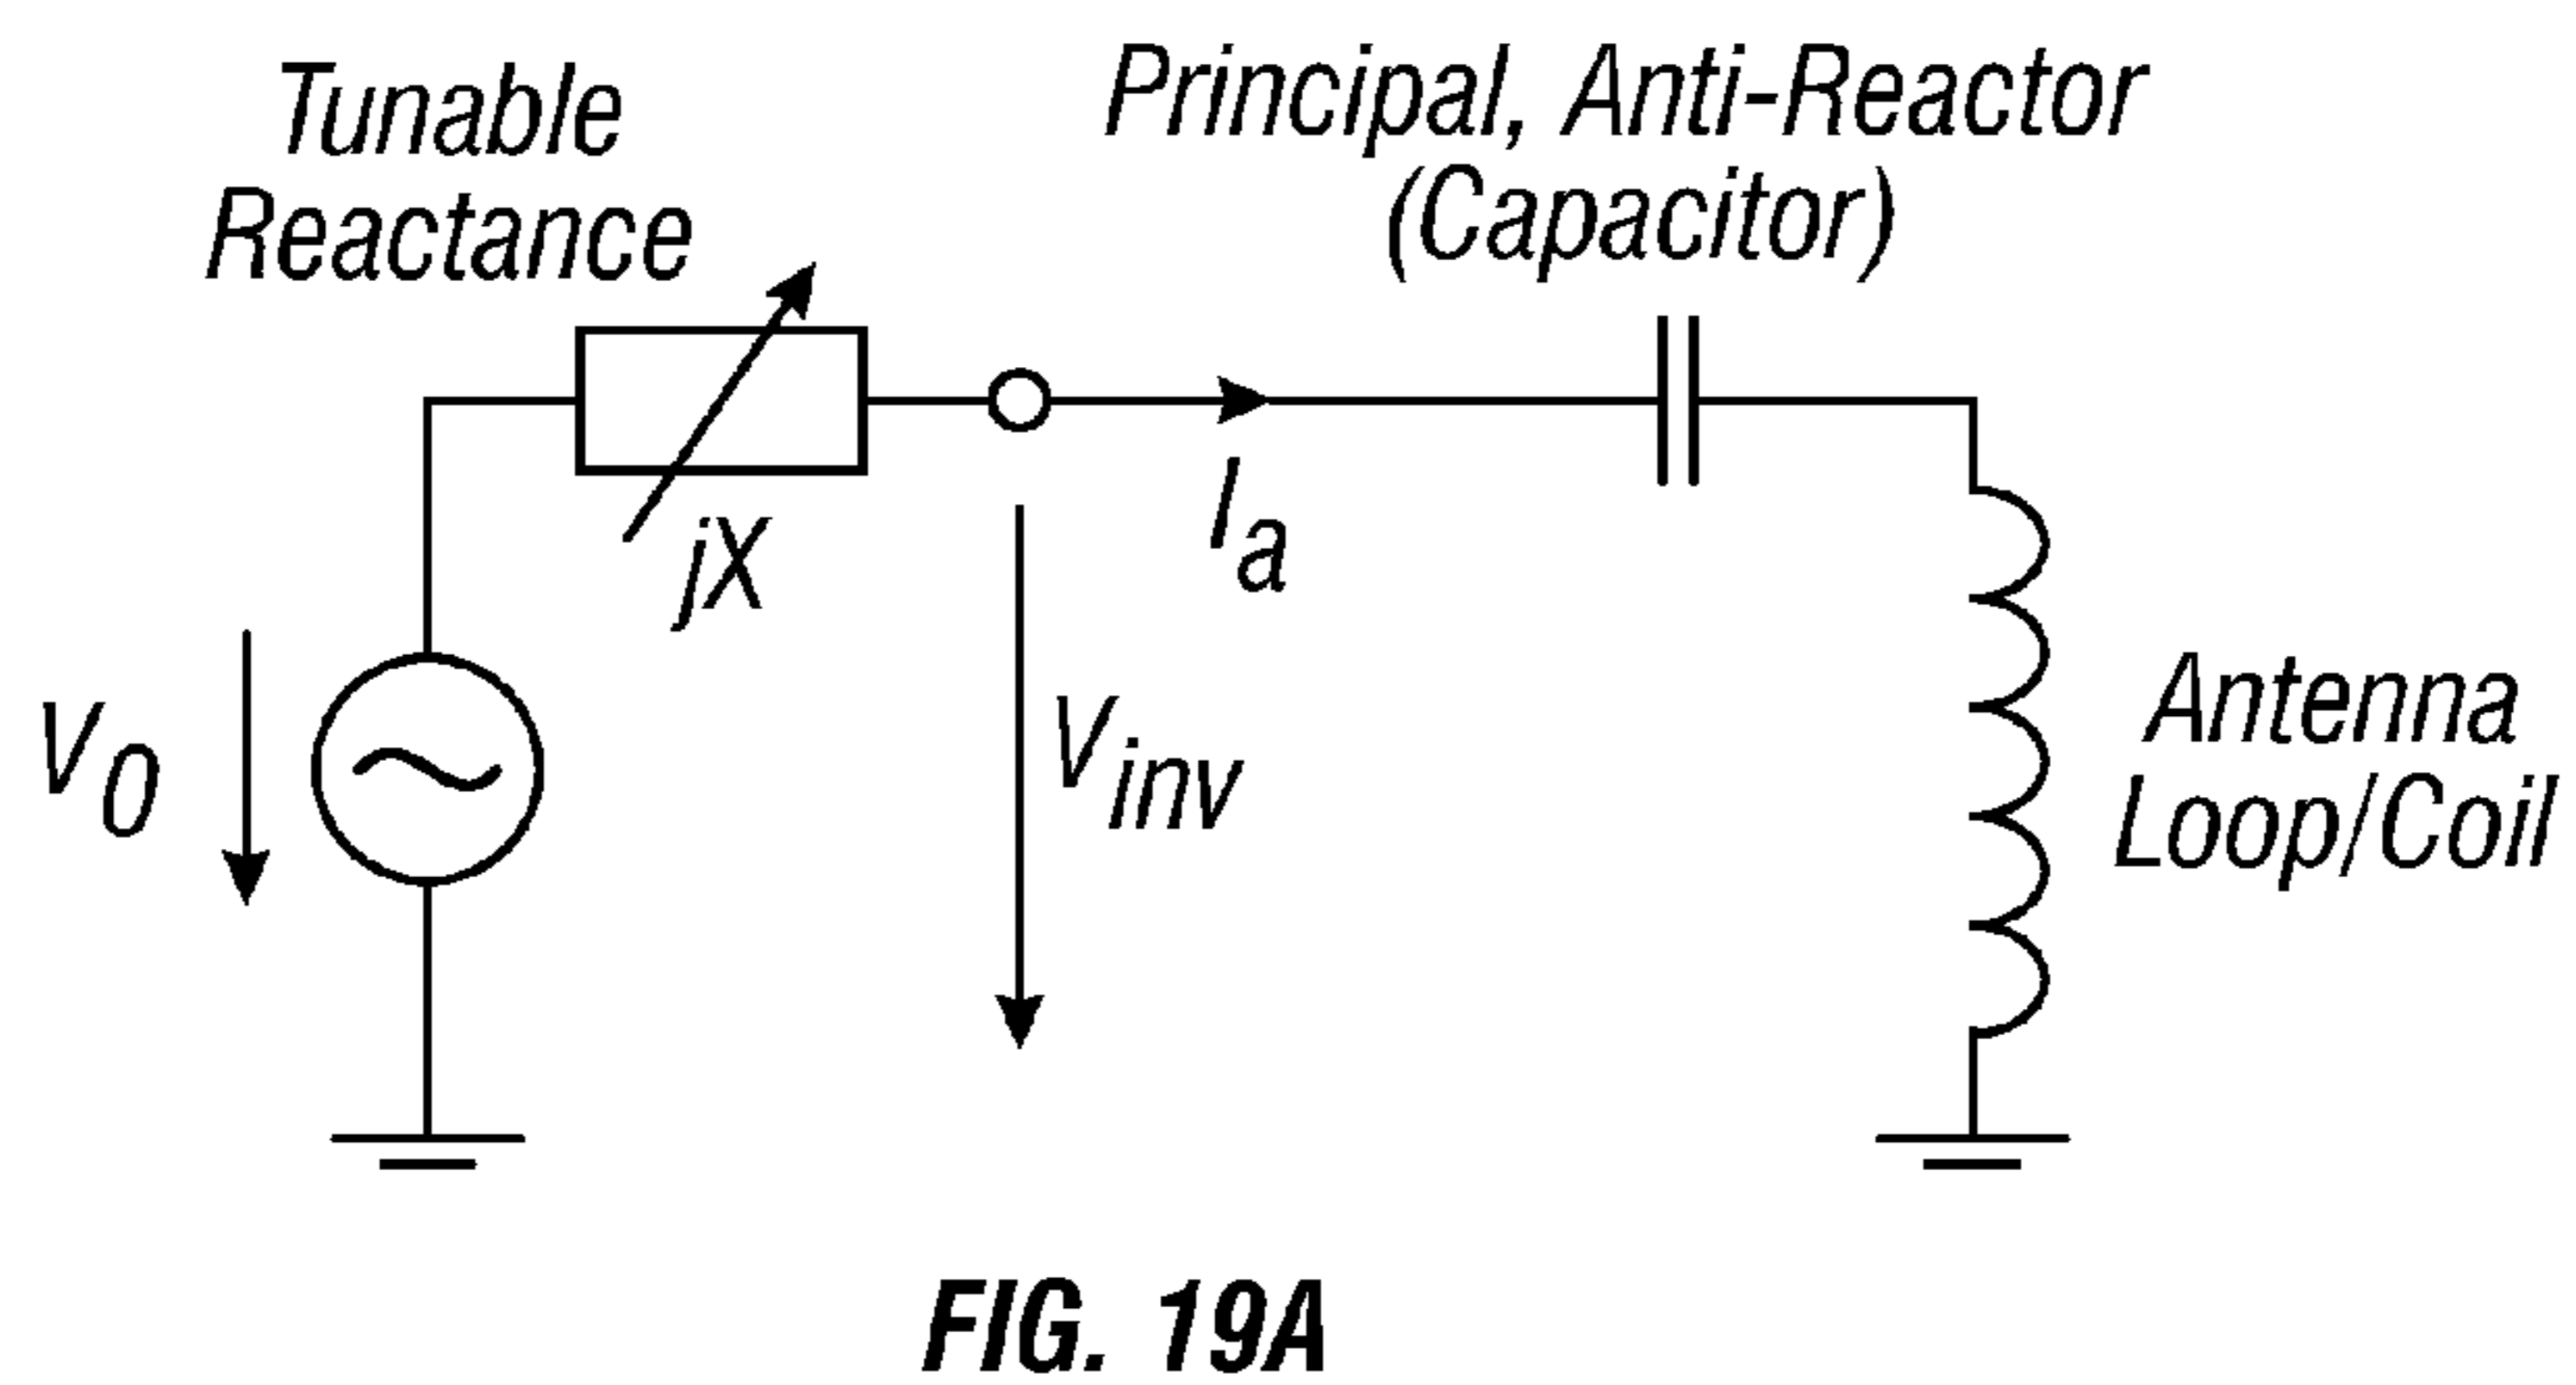 Tunable
Reactance
Principal, Anti-Reactor
(Capacitor)
jX
Ia
V0
Vinv
Antenna
Loop/Coil
FIG. 19A